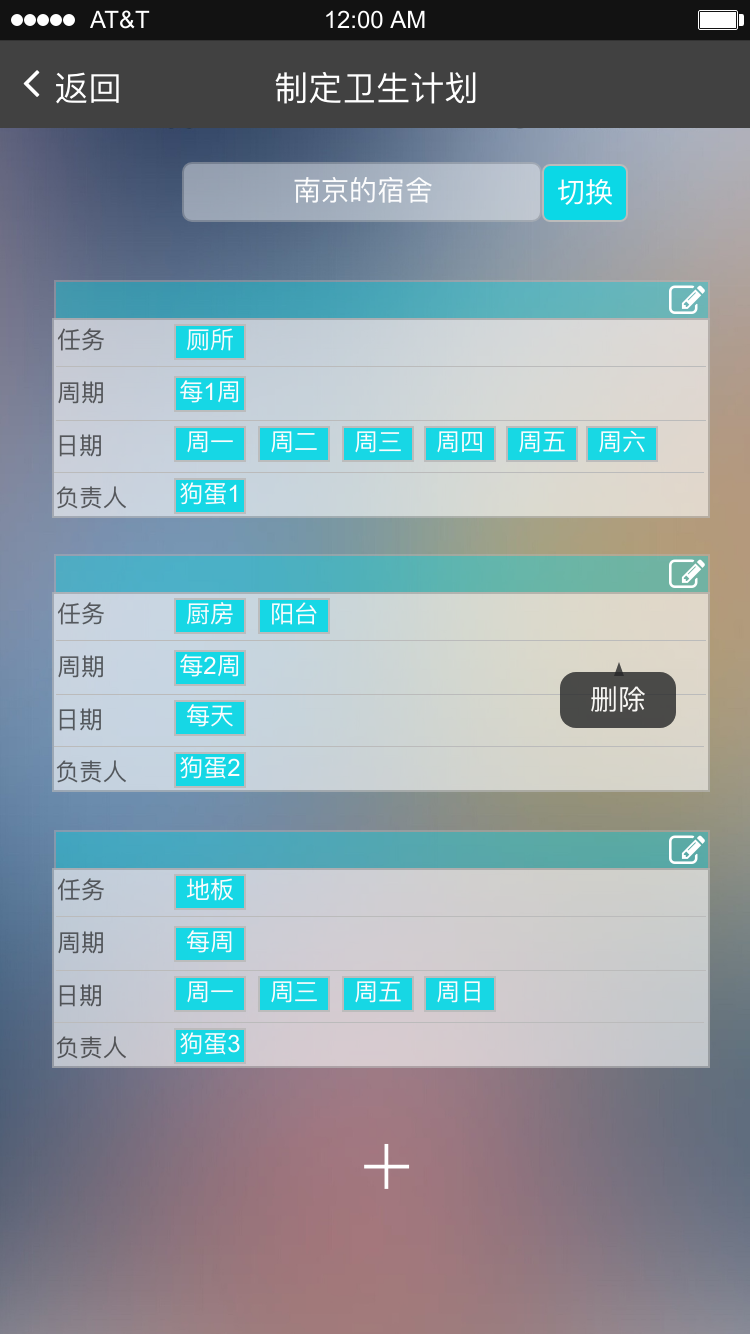 AT&T 12:00 AM
返回 制定卫生计划
南京的宿舍 切换
任务 厕所
周期 每1周
日期 周一 周二 周三 周四 周五 周六
负责人 狗蛋1
任务 厨房 阳台
周期 每2周
删除
日期 每天
负责人 狗蛋2
任务 地板
周期 每周
日期 周一 周三 周五 周日
负责人 狗蛋3